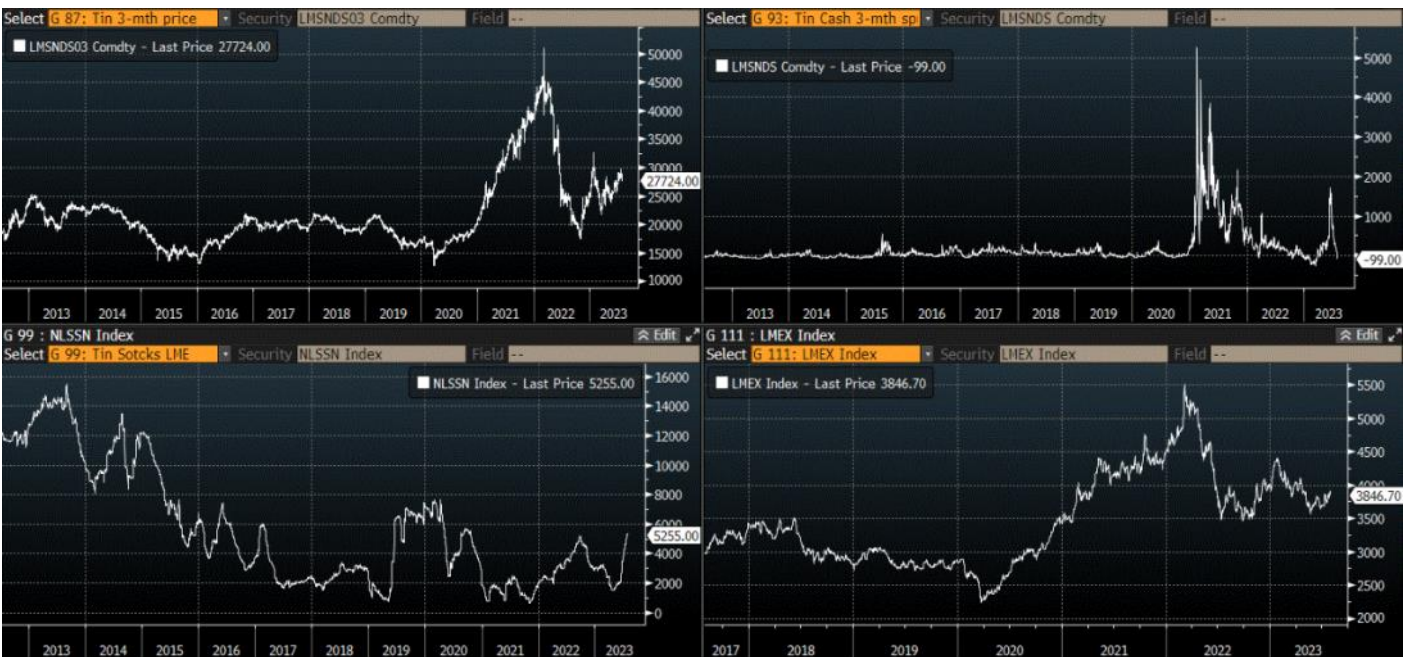 Select G 87: Tin 3-mth price Security LMSNDS03 Comdty Field --
LMSNDS03 Comdty - Last Price 27724.00
50000
45000
40000
35000
30000
27724.00
25000
20000
15000
10000
2013 2014 2015 2016 2017 2018 2019 2020 2021 2022 2023
Select G 93: Tin Cash 3-mth sp Security LMSNDS Comdty Field --
LMSNDS Comdty - Last Price -99.00
5000
4000
3000
2000
1000
-99.00
2013 2014 2015 2016 2017 2018 2019 2020 2021 2022 2023
G 99 : NLSSN Index Edit
Select G 99: Tin Sotcks LME Security NLSSN Index Field --
NLSSN Index - Last Price 5255.00
16000
14000
12000
10000
8000
6000
5255.00
4000
2000
0
2013 2014 2015 2016 2017 2018 2019 2020 2021 2022 2023
G 111 : LMEX Index Edit
Select G 111: LMEX Index Security LMEX Index Field --
LMEX Index - Last Price 3846.70
5500
5000
4500
4000
3846.70
3500
3000
2500
2000
2017 2018 2019 2020 2021 2022 2023